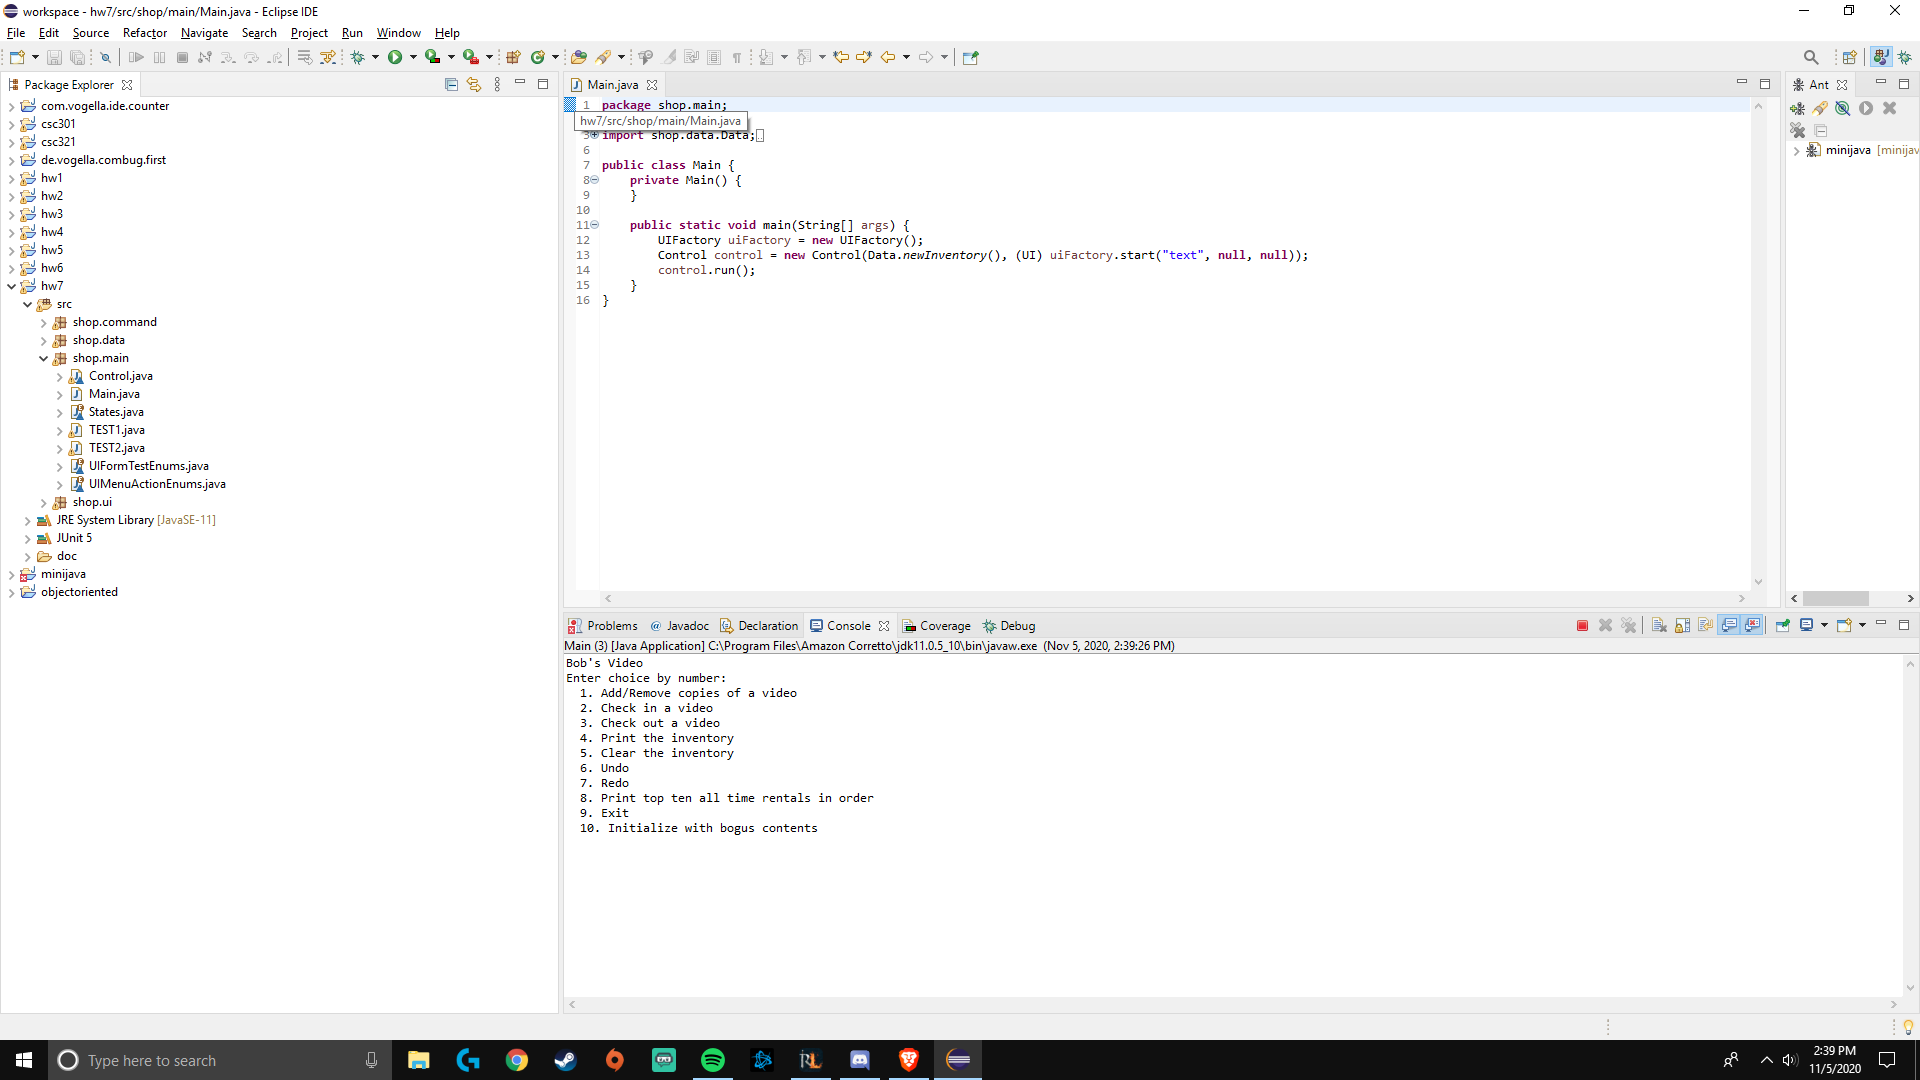 workspace - hw7/src/shop/main/Main.java - Eclipse IDE
File Edit Source Refactor Navigate Search Project Run Window Help
Package Explorer
com.vogella.ide.counter
csc301
csc321
de.vogella.combug.first
hw1
hw2
hw3
hw4
hw5
hw6
hw7
src
shop.command
shop.data
shop.main
Control.java
Main.java
States.java
TEST1.java
TEST2.java
UIFormTestEnums.java
UIMenuActionEnums.java
shop.ui
JRE System Library [JavaSE-11]
JUnit 5
doc
minijava
objectoriented
Main.java
1 package shop.main;
hw7/src/shop/main/Main.java
3 import shop.data.Data;
6
7 public class Main {
8 private Main() {
9 }
10
11 public static void main(String[] args) {
12 UIFactory uiFactory = new UIFactory();
13 Control control = new Control(Data.newInventory(), (UI) uiFactory.start("text", null, null));
14 control.run();
15 }
16 }
Ant
minijava [minijav
Problems Javadoc Declaration Console Coverage Debug
Main (3) [Java Application] C:\Program Files\Amazon Corretto\jdk11.0.5_10\bin\javaw.exe (Nov 5, 2020, 2:39:26 PM)
Bob's Video
Enter choice by number:
1. Add/Remove copies of a video
2. Check in a video
3. Check out a video
4. Print the inventory
5. Clear the inventory
6. Undo
7. Redo
8. Print top ten all time rentals in order
9. Exit
10. Initialize with bogus contents
Type here to search
2:39 PM
11/5/2020